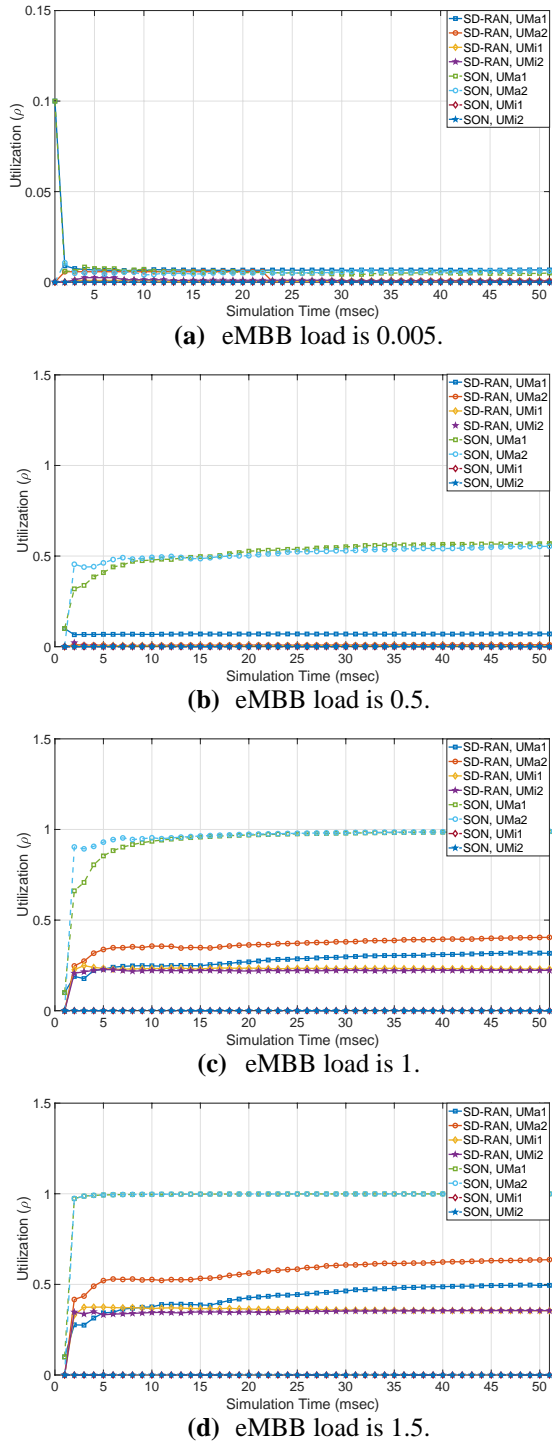 0.15
0.1
0.05
0
Utilization (ρ)
SD-RAN, UMa1
SD-RAN, UMa2
SD-RAN, UMi1
SD-RAN, UMi2
SON, UMa1
SON, UMa2
SON, UMi1
SON, UMi2
5 10 15 20 25 30 35 40 45 50
Simulation Time (msec)
(a) eMBB load is 0.005.
1.5
1
0.5
0
Utilization (ρ)
SD-RAN, UMa1
SD-RAN, UMa2
SD-RAN, UMi1
SD-RAN, UMi2
SON, UMa1
SON, UMa2
SON, UMi1
SON, UMi2
0 5 10 15 20 25 30 35 40 45 50
Simulation Time (msec)
(b) eMBB load is 0.5.
1.5
1
0.5
0
Utilization (ρ)
SD-RAN, UMa1
SD-RAN, UMa2
SD-RAN, UMi1
SD-RAN, UMi2
SON, UMa1
SON, UMa2
SON, UMi1
SON, UMi2
0 5 10 15 20 25 30 35 40 45 50
Simulation Time (msec)
(c) eMBB load is 1.
1.5
1
0.5
0
Utilization (ρ)
SD-RAN, UMa1
SD-RAN, UMa2
SD-RAN, UMi1
SD-RAN, UMi2
SON, UMa1
SON, UMa2
SON, UMi1
SON, UMi2
0 5 10 15 20 25 30 35 40 45 50
Simulation Time (msec)
(d) eMBB load is 1.5.